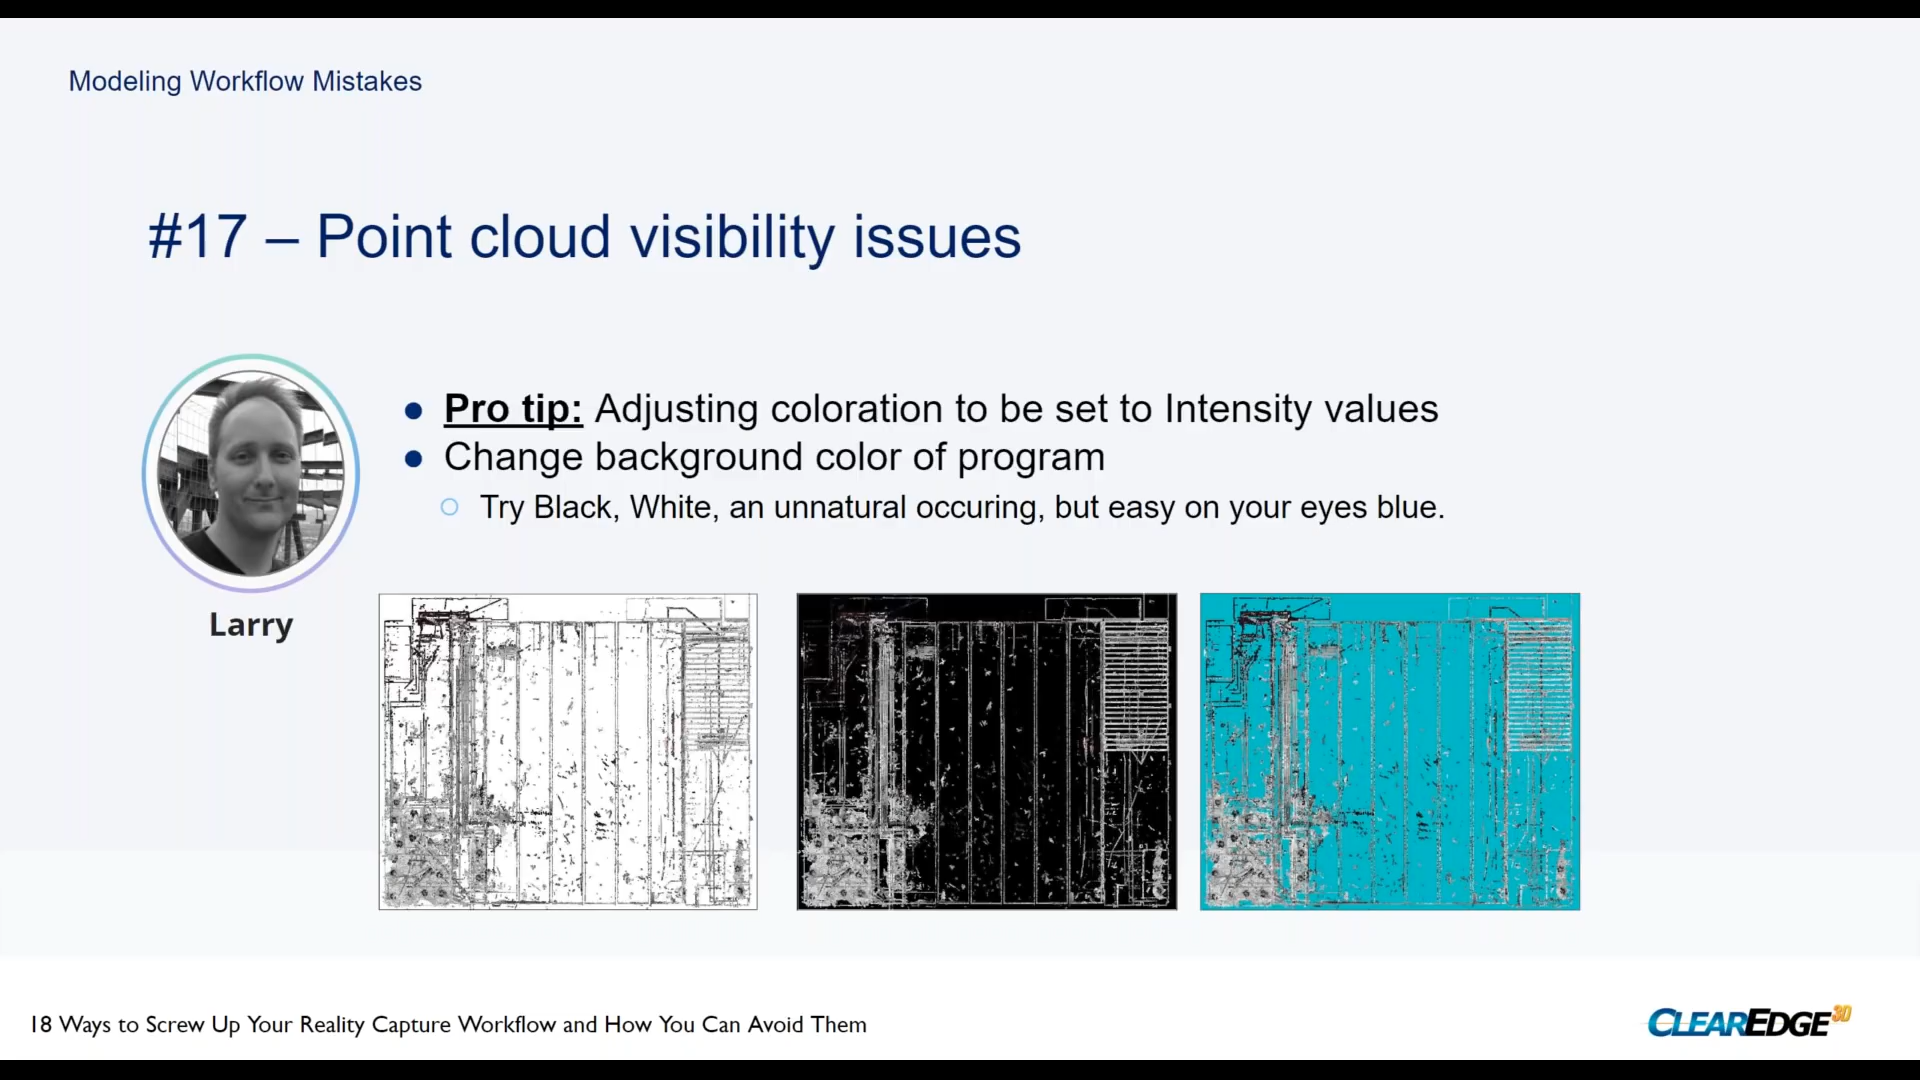 Modeling Workflow Mistakes
#17 – Point cloud visibility issues
Pro tip: Adjusting coloration to be set to Intensity values
Change background color of program
Try Black, White, an unnatural occuring, but easy on your eyes blue.
Larry
18 Ways to Screw Up Your Reality Capture Workflow and How You Can Avoid Them
CLEAREDGE3D